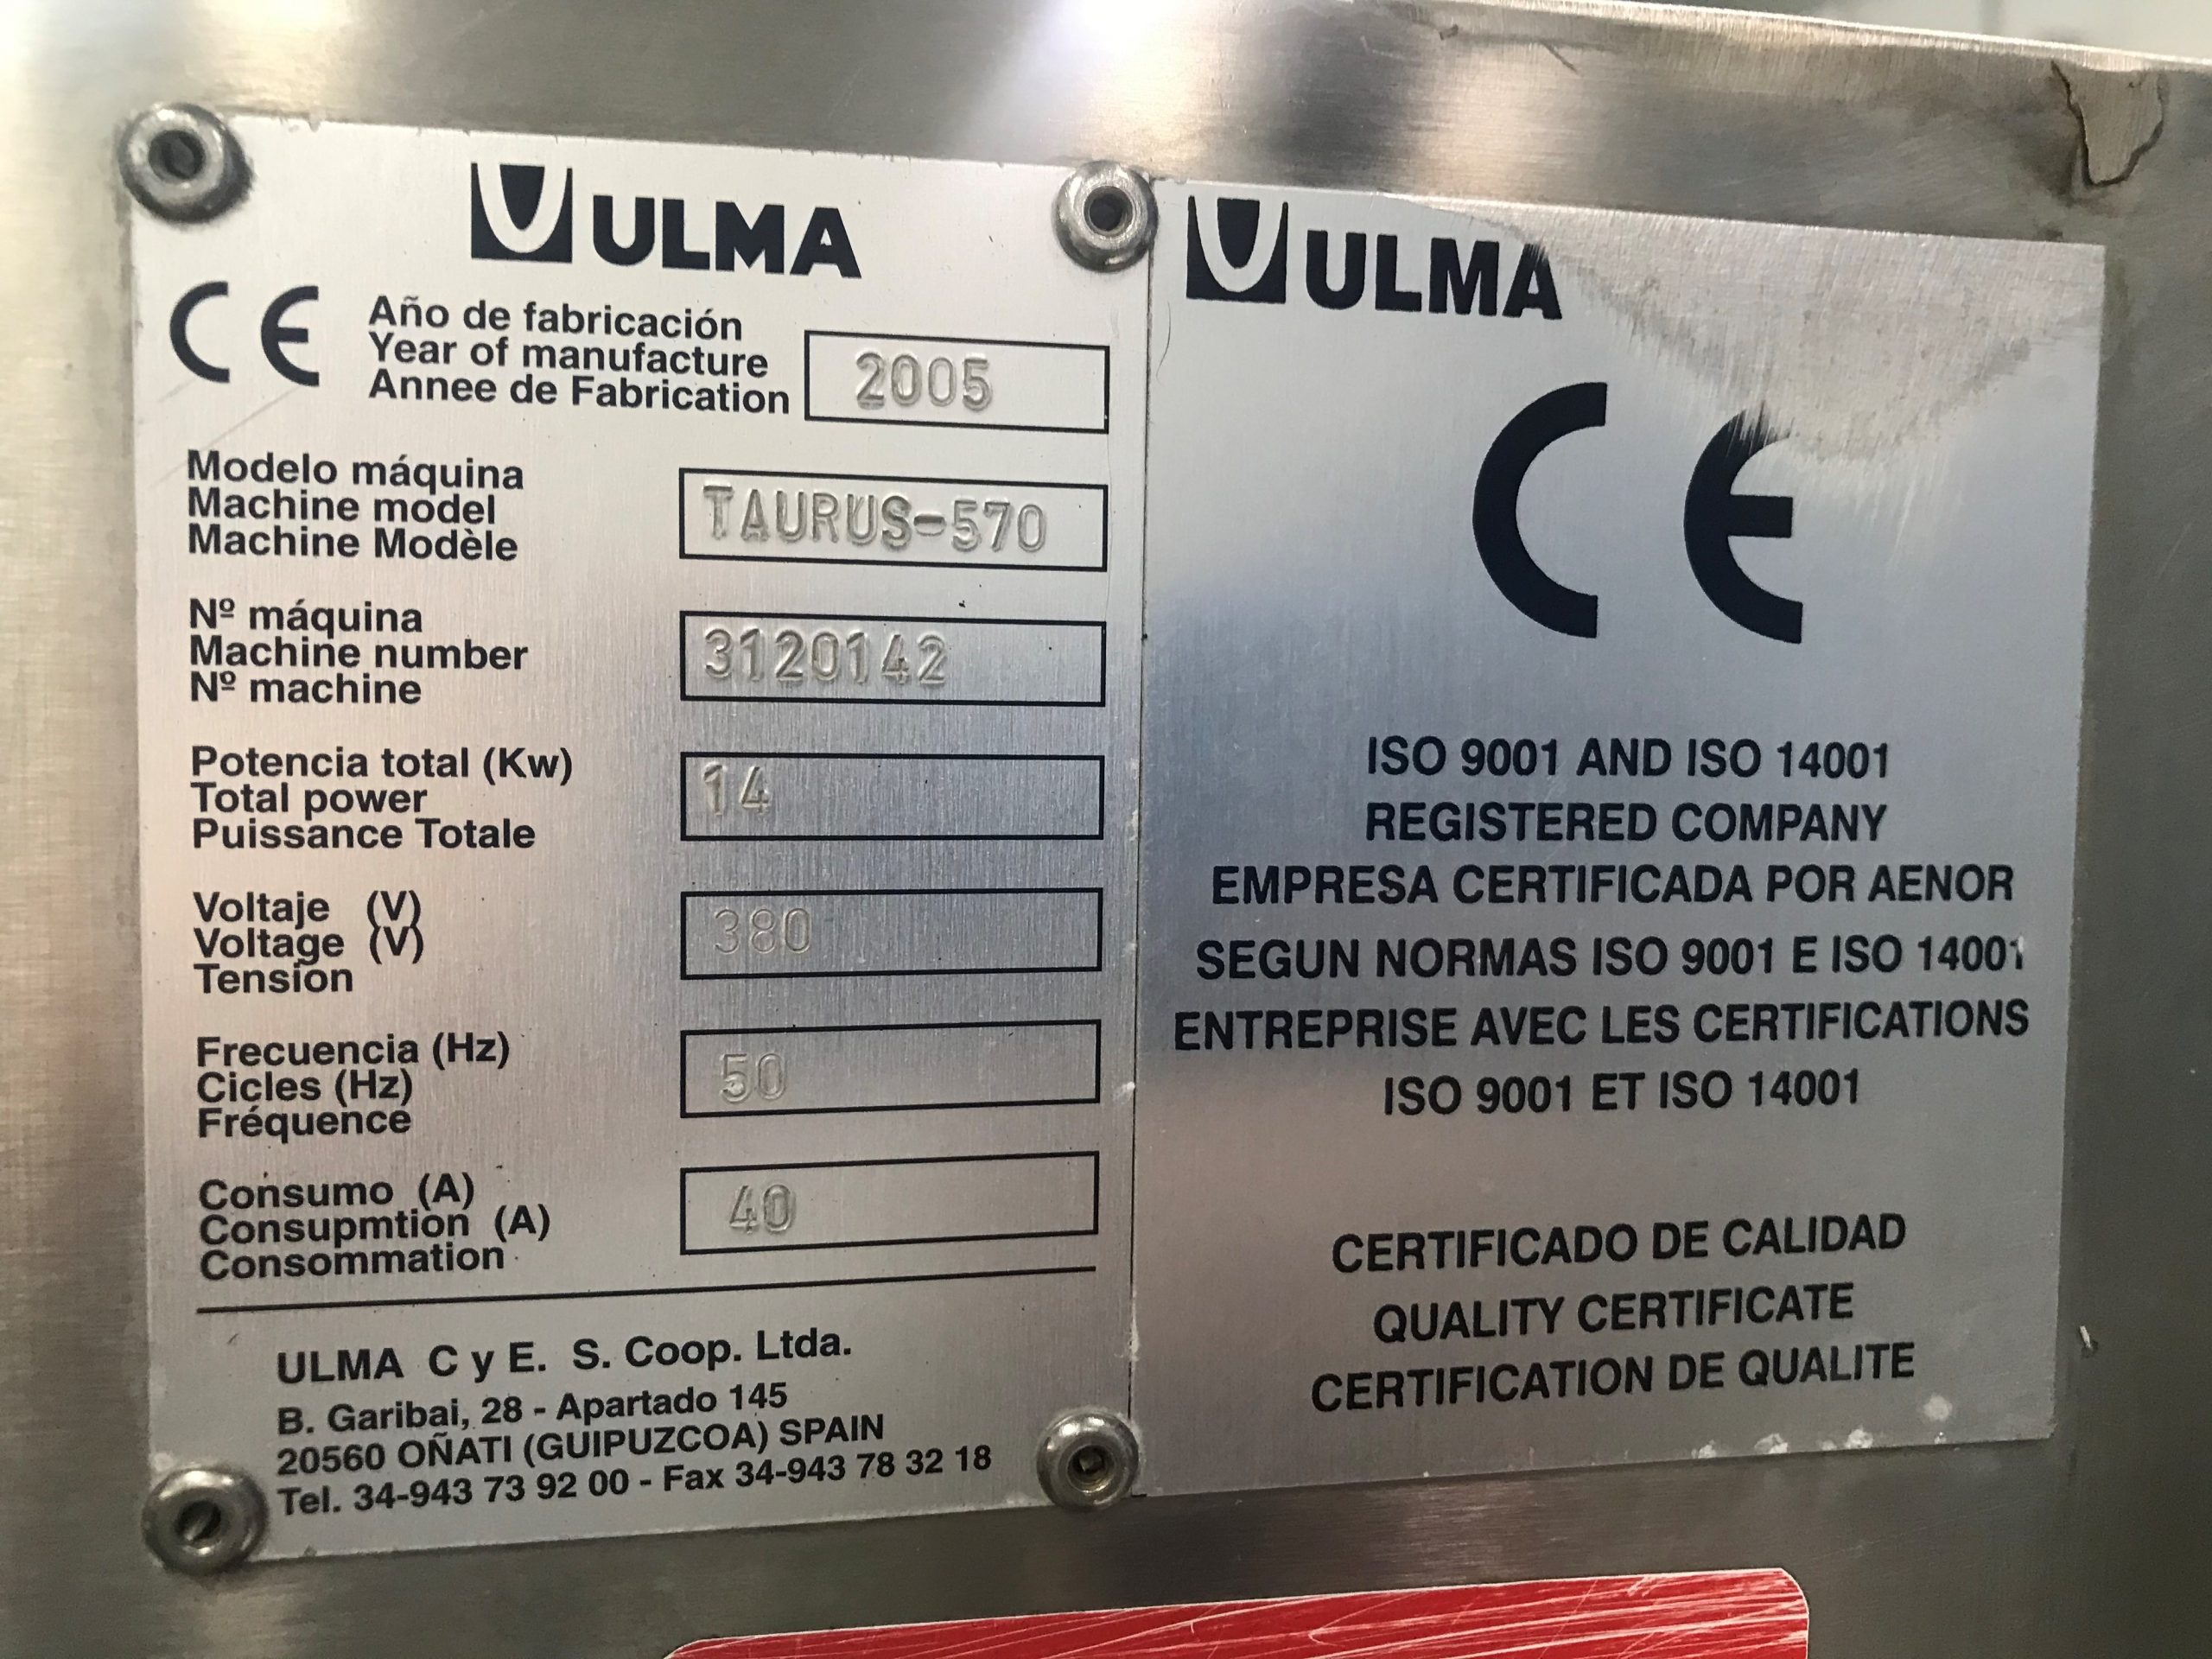 ULMA
CE
Año de fabricación
Year of manufacture
Annee de Fabrication
2005
Modelo máquina
Machine model
Machine Modèle
TAURUS-570
Nº máquina
Machine number
Nº machine
3120142
Potencia total (Kw)
Total power
Puissance Totale
14
Voltaje (V)
Voltage (V)
Tension
380
Frecuencia (Hz)
Cicles (Hz)
Fréquence
50
Consumo (A)
Consupmtion (A)
Consommation
40
ULMA C y E. S. Coop. Ltda.
B. Garibai, 28 - Apartado 145
20560 OÑATI (GUIPUZCOA) SPAIN
Tel. 34-943 73 92 00 - Fax 34-943 78 32 18
ULMA
CE
ISO 9001 AND ISO 14001
REGISTERED COMPANY
EMPRESA CERTIFICADA POR AENOR
SEGUN NORMAS ISO 9001 E ISO 14001
ENTREPRISE AVEC LES CERTIFICATIONS
ISO 9001 ET ISO 14001
CERTIFICADO DE CALIDAD
QUALITY CERTIFICATE
CERTIFICATION DE QUALITE